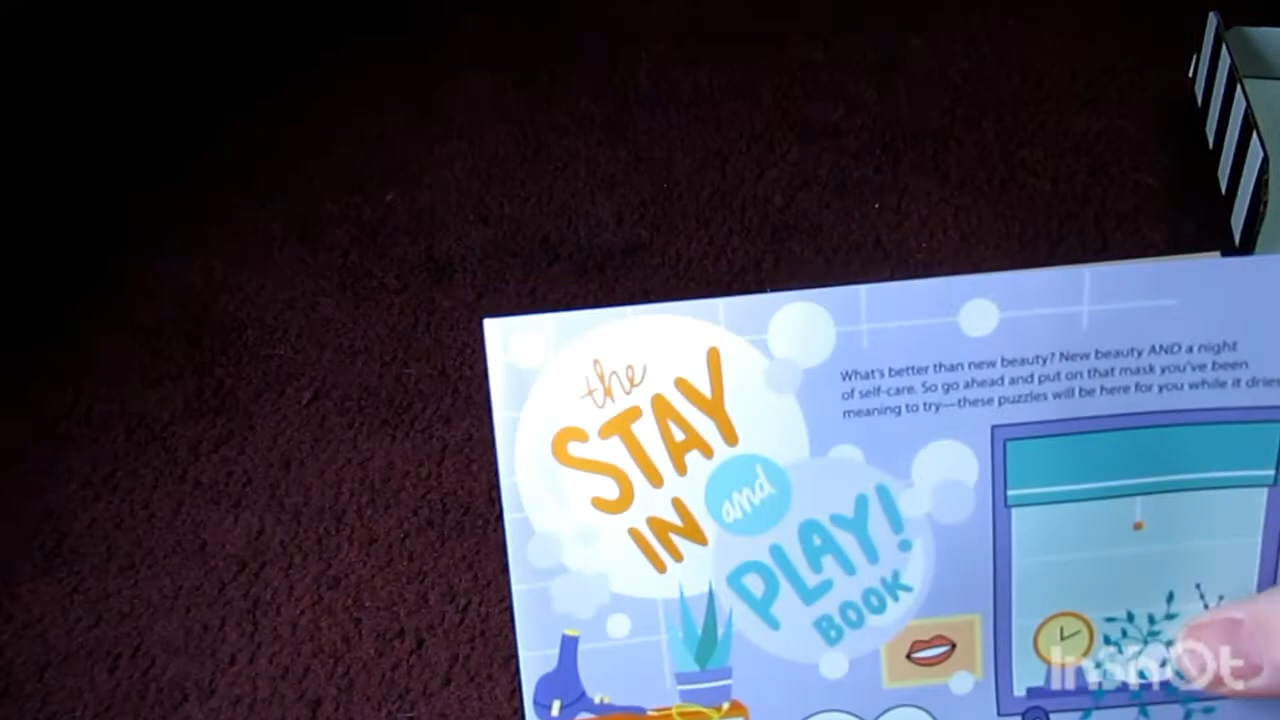 the
STAY
IN and
PLAY!
BOOK
What's better than new beauty? New beauty AND a night
of self-care. So go ahead and put on that mask you've been
meaning to try—these puzzles will be here for you while it dries
InShOt